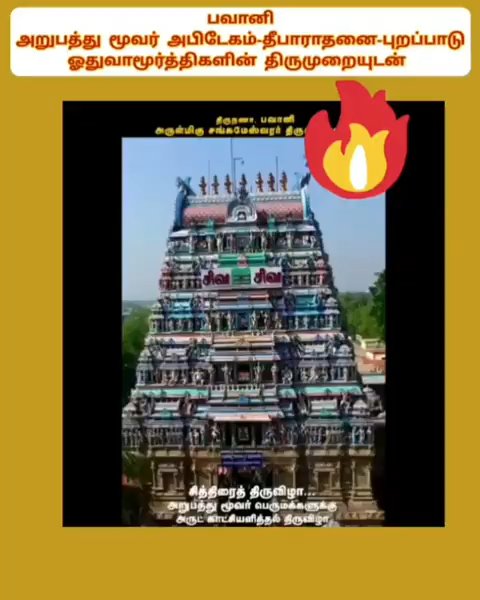 பவானி
அறுபத்து மூவர் அபிடேகம்-தீபாராதனை-புறப்பாடு
ஓதுவாமூர்த்திகளின் திருமுறையுடன்
திருநணா, பவானி
அருள்மிகு சங்கமேஸ்வரர்
சிவ சிவ
சித்திரைத் திருவிழா...
அறுபத்து மூவர் பெருமக்களுக்கு
அருட் காட்சியளித்தல் திருவிழா